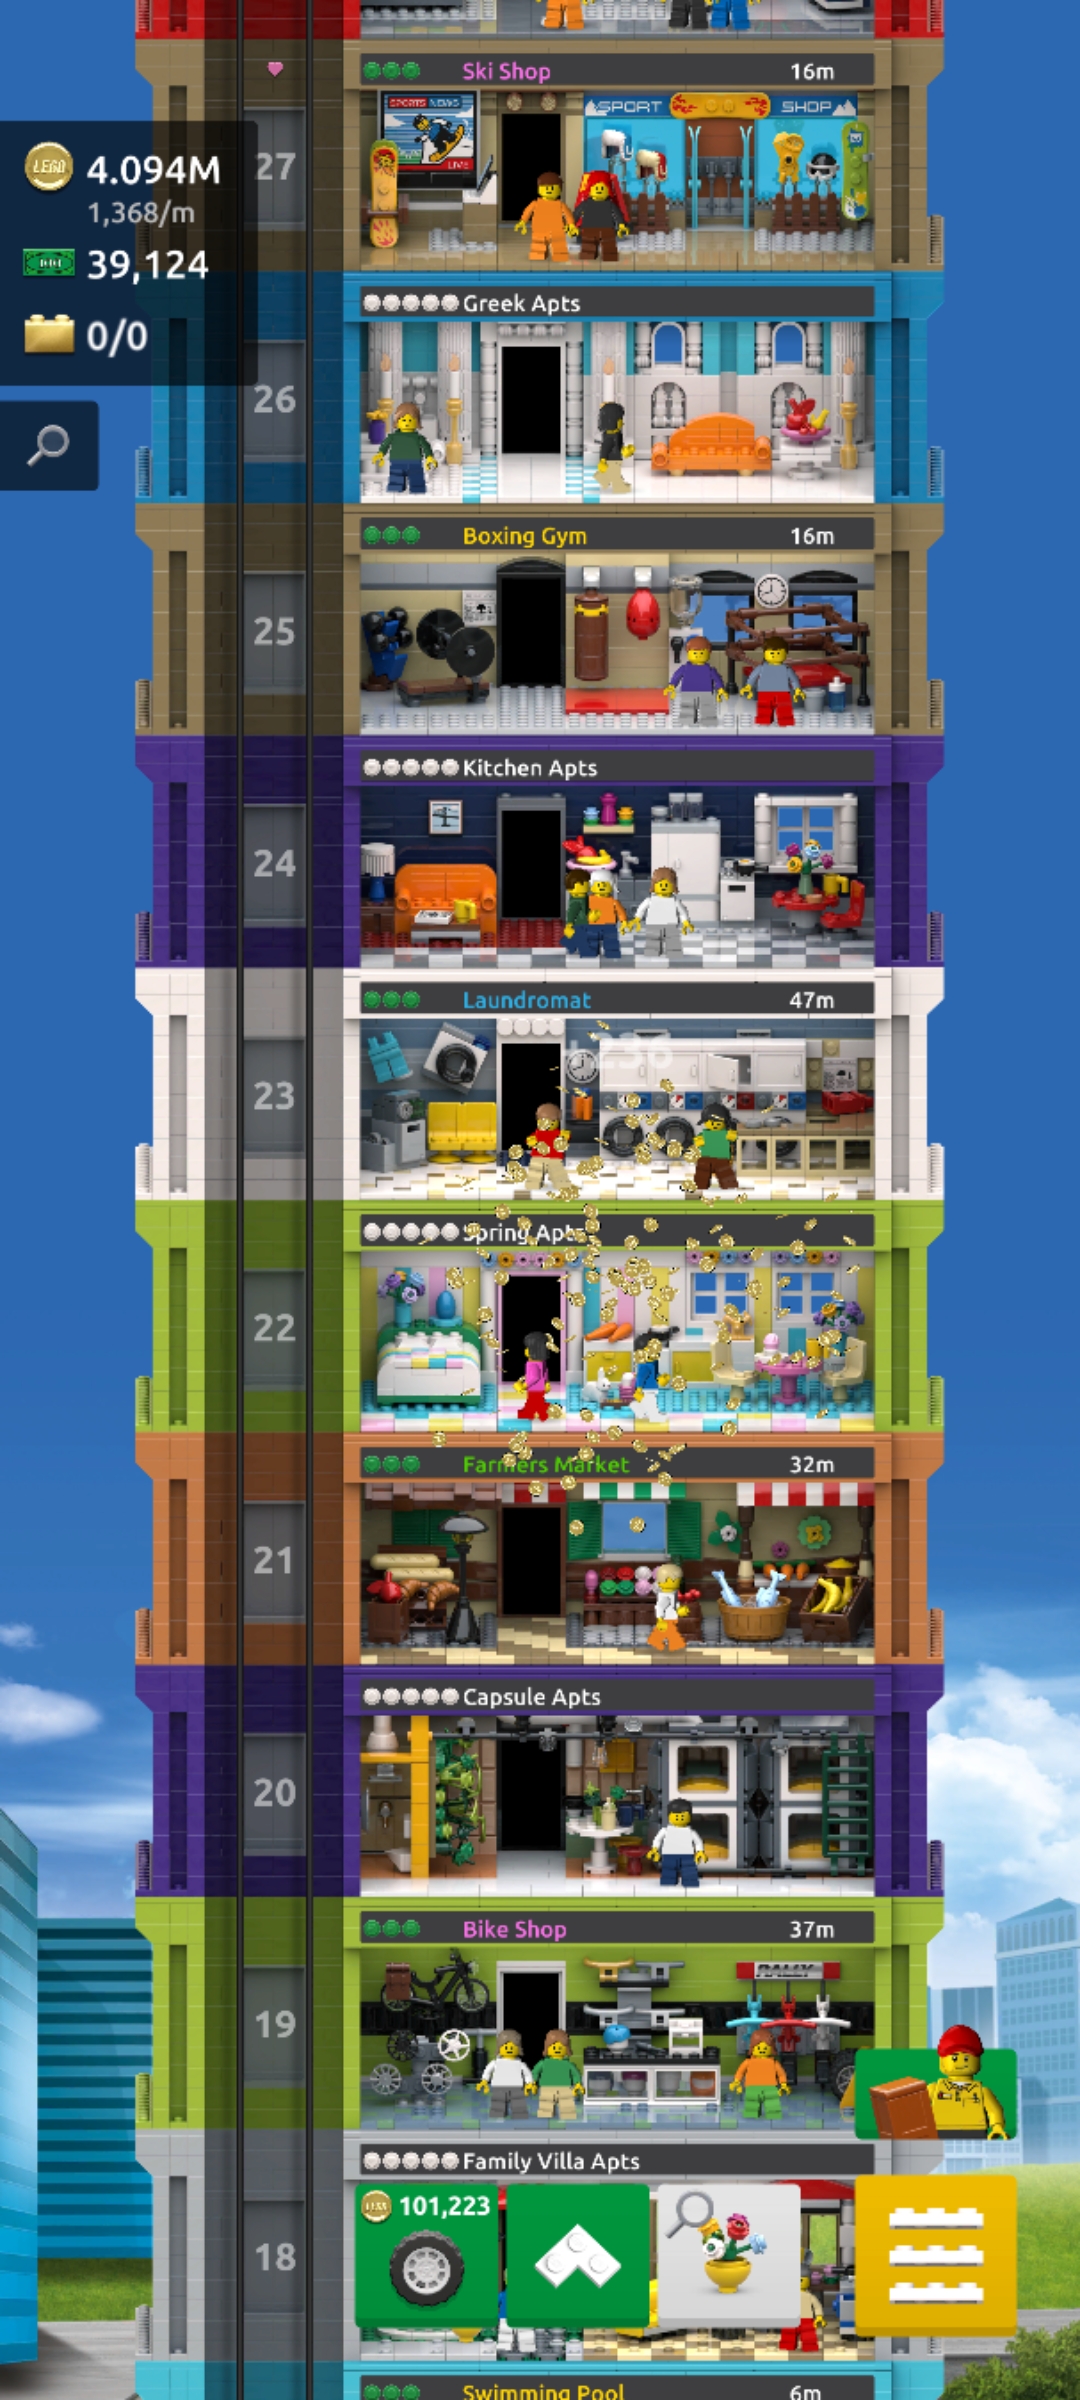 Ski Shop 16m
SPORTS NEWS
LIVE
SPORT SHOP
27
LEGO 4.094M
1,368/m
39,124
0/0
Greek Apts
26
Boxing Gym 16m
25
Kitchen Apts
24
Laundromat 47m
236
23
Spring Apts
22
Farmers Market 32m
21
Capsule Apts
20
Bike Shop 37m
RALLY
19
Family Villa Apts
101,223
18
Swimming Pool 6m